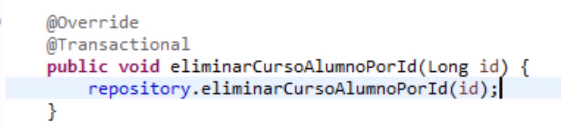 @Override
@Transactional
public void eliminarCursoAlumnoPorId(Long id) {
repository.eliminarCursoAlumnoPorId(id);
}